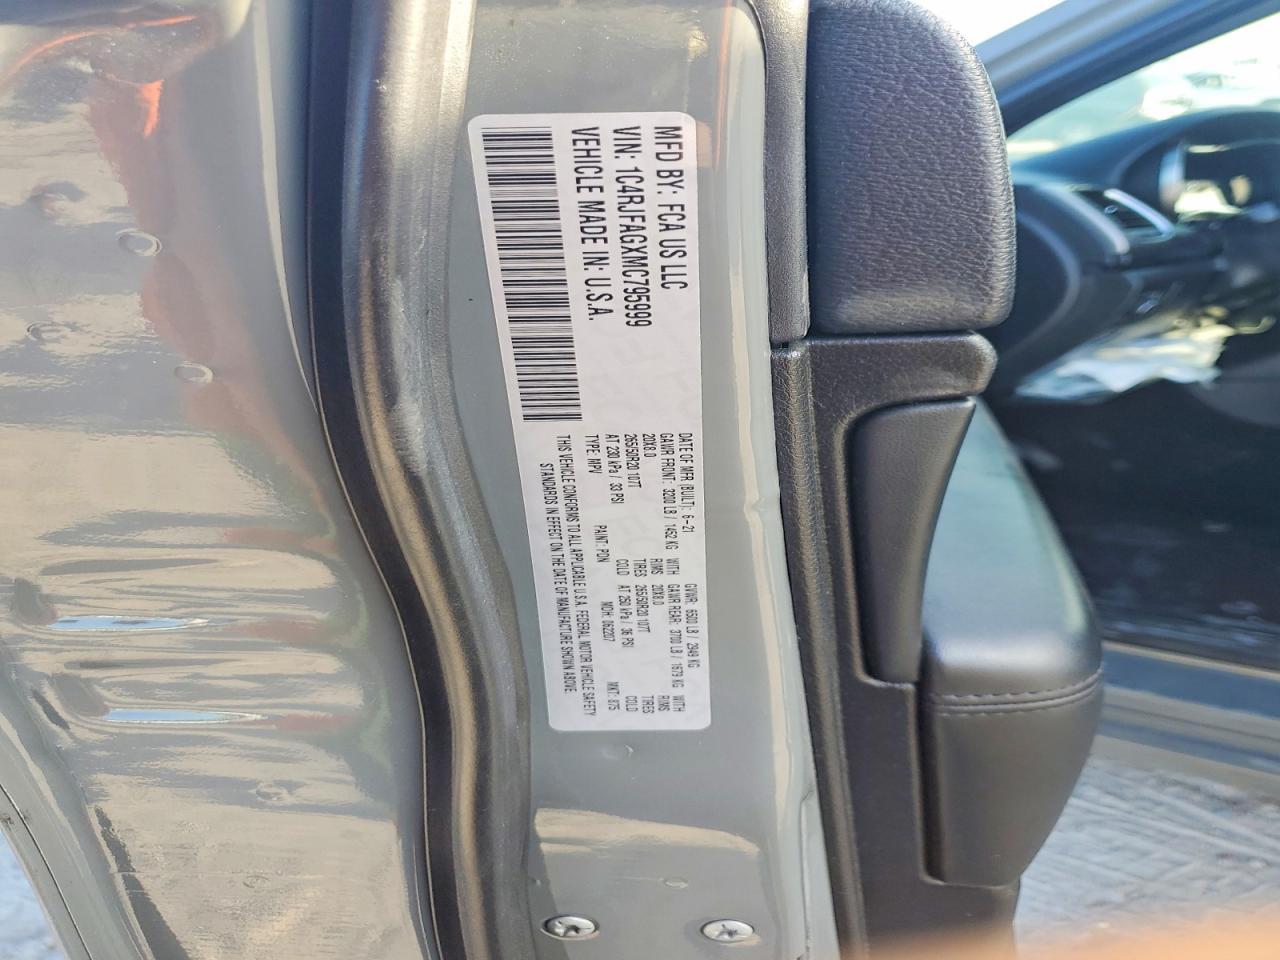 MFD BY: FCA US LLC
VIN: 1C4RJFAGXMC795999
VEHICLE MADE IN: U.S.A.
DATE OF MFR (BUILT): 6-21 GVWR: 6500 LB / 2949 KG
GAWR FRONT: 3200 LB / 1452 KG WITH GAWR REAR: 3700 LB / 1679 KG WITH
20X8.0 RIMS 20X8.0 RIMS
265/50R20 107T TIRES 265/50R20 107T TIRES
AT 230 kPa / 33 PSI COLD AT 250 kPa / 36 PSI COLD
TYPE: MPV PAINT: PDN MDH: 062207 MKT: 875
THIS VEHICLE CONFORMS TO ALL APPLICABLE U.S.A. FEDERAL MOTOR VEHICLE SAFETY
STANDARDS IN EFFECT ON THE DATE OF MANUFACTURE SHOWN ABOVE.